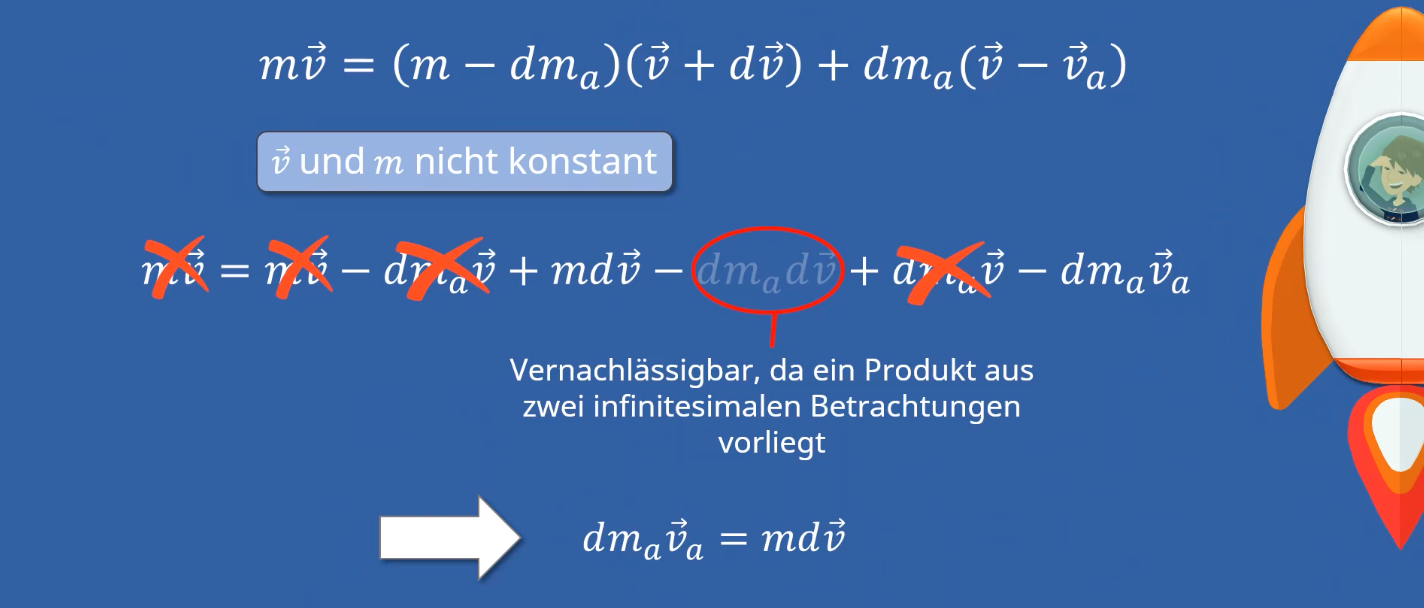 m\vec{v} = (m − dm_a)(\vec{v} + d\vec{v}) + dm_a(\vec{v} − \vec{v}_a)
\vec{v} und m nicht konstant
m\vec{v} = m\vec{v} − dm_a\vec{v} + md\vec{v} − dm_ad\vec{v} + dm_a\vec{v} − dm_a\vec{v}_a
Vernachlässigbar, da ein Produkt aus
zwei infinitesimalen Betrachtungen
vorliegt
dm_a\vec{v}_a = md\vec{v}